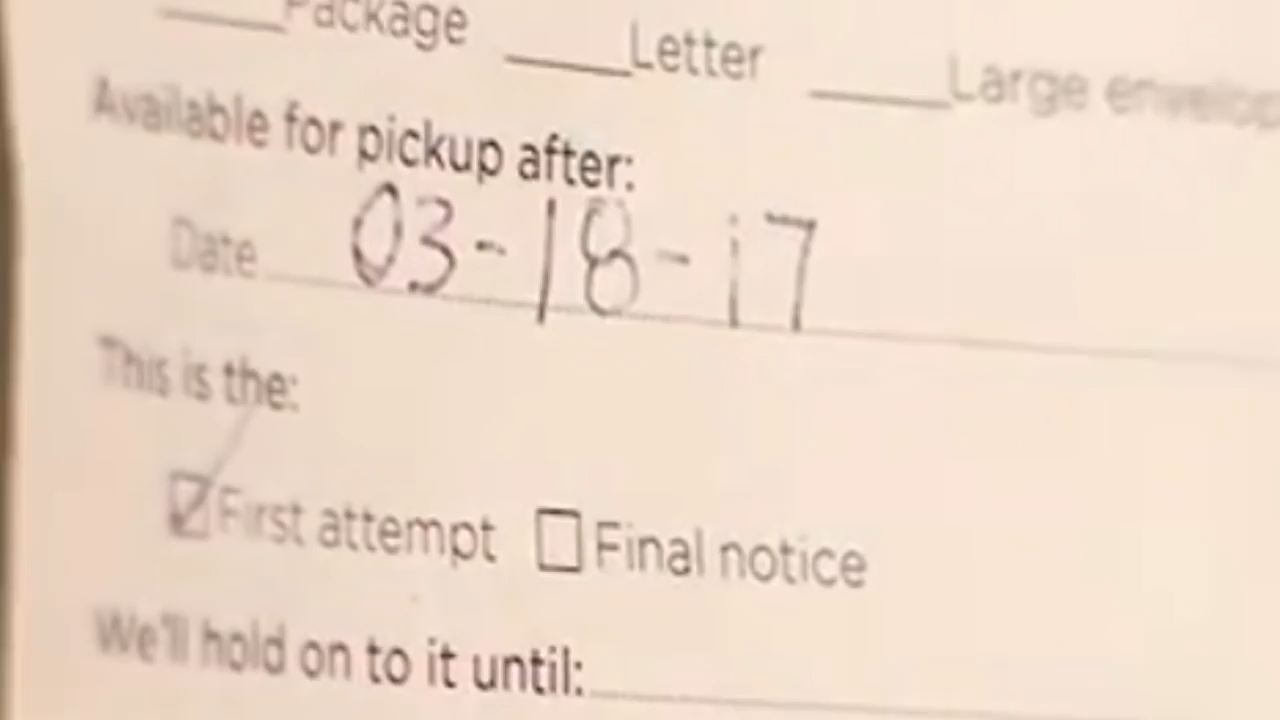 Package Letter Large envelop
Available for pickup after:
Date 03-18-17
This is the:
First attempt Final notice
We'll hold on to it until: